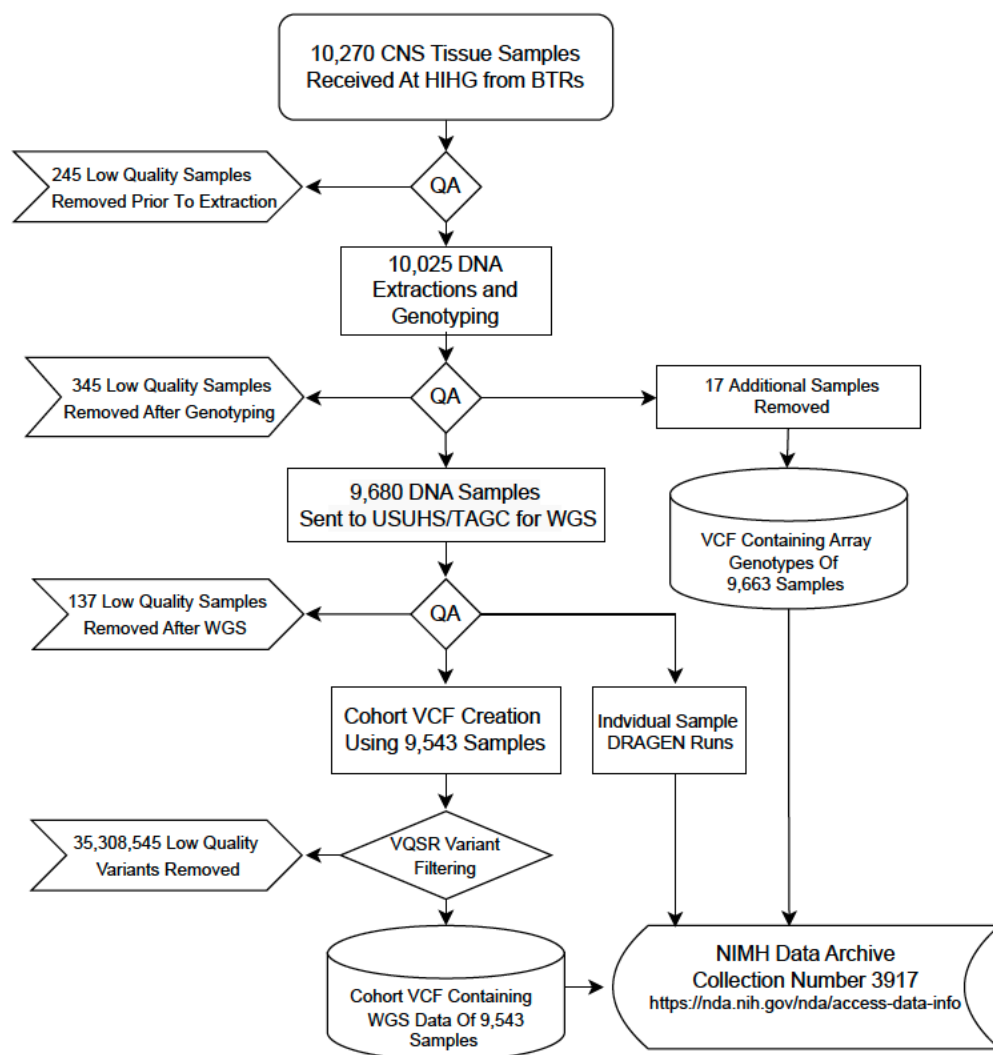 10,270 CNS Tissue Samples
Received At HIHG from BTRs
245 Low Quality Samples
Removed Prior To Extraction
QA
10,025 DNA
Extractions and
Genotyping
345 Low Quality Samples
Removed After Genotyping
QA
17 Additional Samples
Removed
9,680 DNA Samples
Sent to USUHS/TAGC for WGS
VCF Containing Array
Genotypes Of
9,663 Samples
137 Low Quality Samples
Removed After WGS
QA
Cohort VCF Creation
Using 9,543 Samples
Indvidual Sample
DRAGEN Runs
35,308,545 Low Quality
Variants Removed
VQSR Variant
Filtering
Cohort VCF Containing
WGS Data Of 9,543
Samples
NIMH Data Archive
Collection Number 3917
https://nda.nih.gov/nda/access-data-info